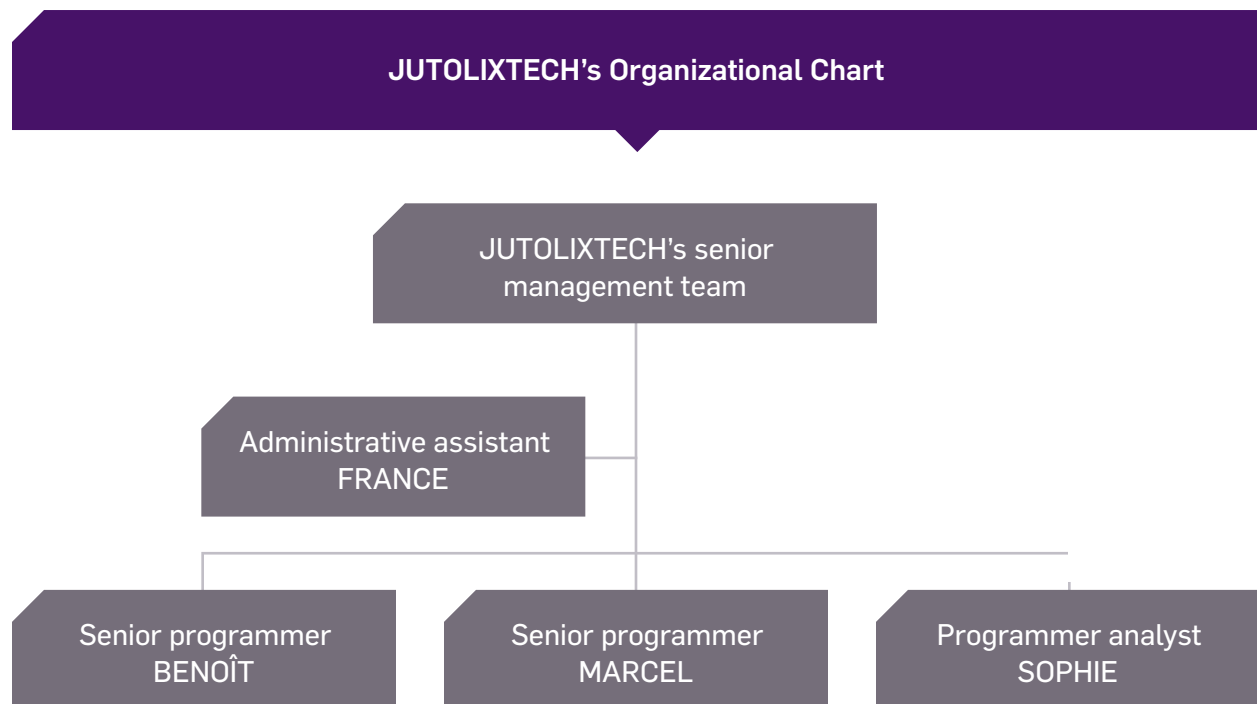 JUTOLIXTECH’s Organizational Chart
JUTOLIXTECH’s senior
management team
Administrative assistant
FRANCE
Senior programmer
BENOÎT
Senior programmer
MARCEL
Programmer analyst
SOPHIE